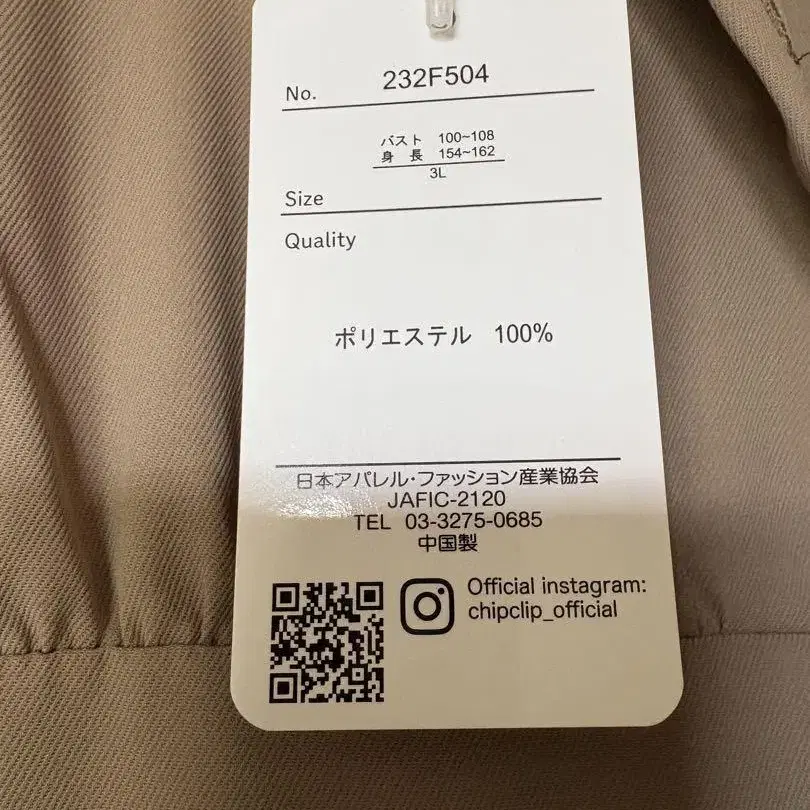 No. 232F504
バスト 100~108
身 長 154~162
3L
Size
Quality
ポリエステル 100%
日本アパレル・ファッション産業協会
JAFIC-2120
TEL 03-3275-0685
中国製
Official instagram:
chipclip_official